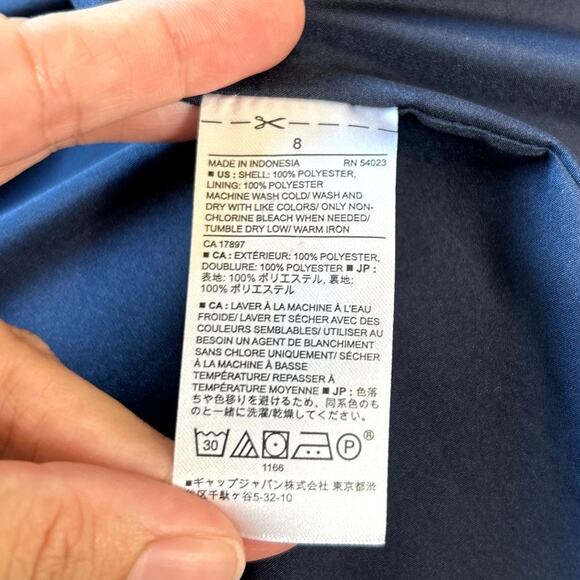 8
MADE IN INDONESIA RN 54023
■ US : SHELL: 100% POLYESTER,
LINING: 100% POLYESTER
MACHINE WASH COLD/ WASH AND
DRY WITH LIKE COLORS/ ONLY NON-
CHLORINE BLEACH WHEN NEEDED/
TUMBLE DRY LOW/ WARM IRON
CA 17897
■ CA : EXTÉRIEUR: 100% POLYESTER,
DOUBLURE: 100% POLYESTER ■ JP :
表地: 100% ポリエステル, 裏地:
100% ポリエステル
■ CA : LAVER À LA MACHINE À L'EAU
FROIDE/ LAVER ET SÉCHER AVEC DES
COULEURS SEMBLABLES/ UTILISER AU
BESOIN UN AGENT DE BLANCHIMENT
SANS CHLORE UNIQUEMENT/ SÉCHER
À LA MACHINE À BASSE
TEMPÉRATURE/ REPASSER À
TEMPÉRATURE MOYENNE ■ JP : 色落
ちや色移りを避けるため、同系色のも
のと一緒に洗濯/乾燥してください。
30 P ®
1166
■ギャップジャパン株式会社 東京都渋
区千駄ヶ谷5-32-10